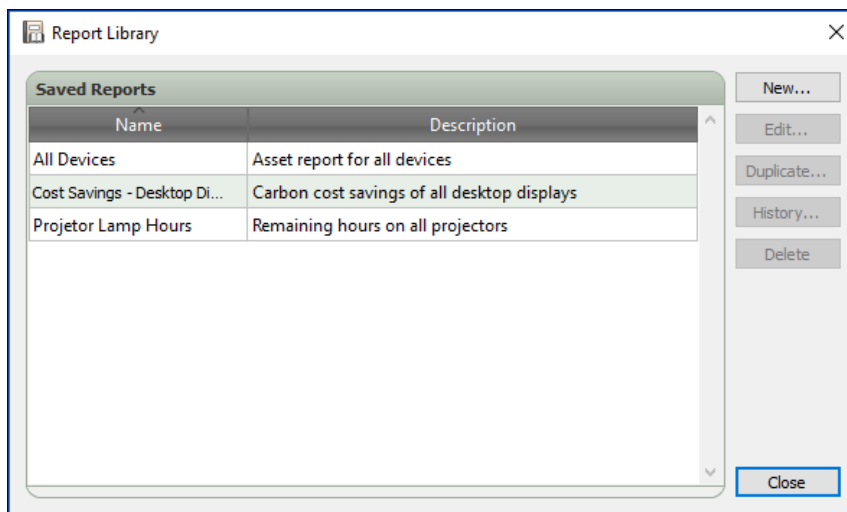 Report Library
Saved Reports
New...
Name Description
Edit...
All Devices Asset report for all devices
Duplicate...
Cost Savings - Desktop Di... Carbon cost savings of all desktop displays
History...
Projetor Lamp Hours Remaining hours on all projectors
Delete
Close